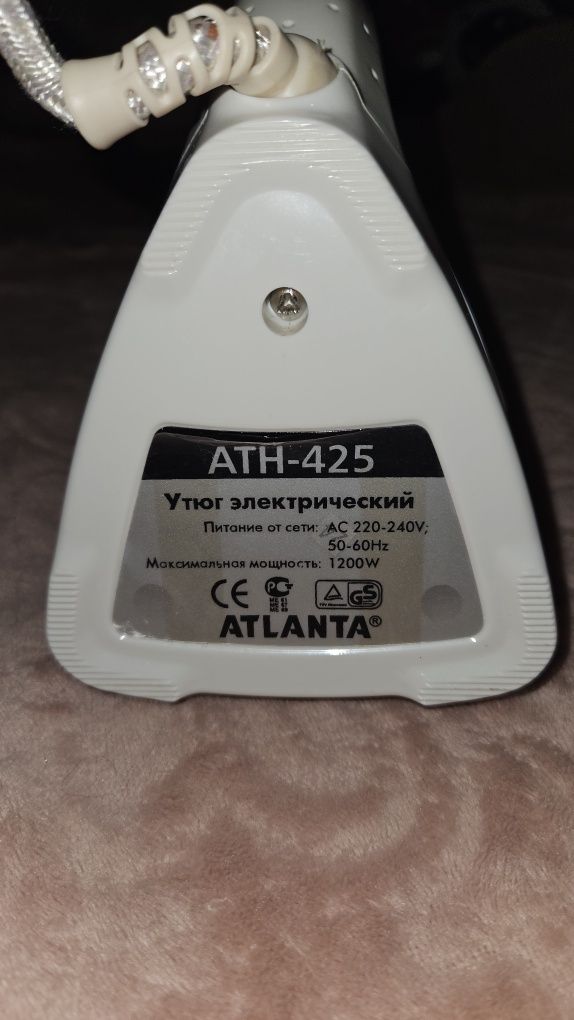 ATH-425
Утюг электрический
Питание от сети: AC 220-240V;
50-60Hz
Максимальная мощность: 1200W
CE
GS
ATLANTA®